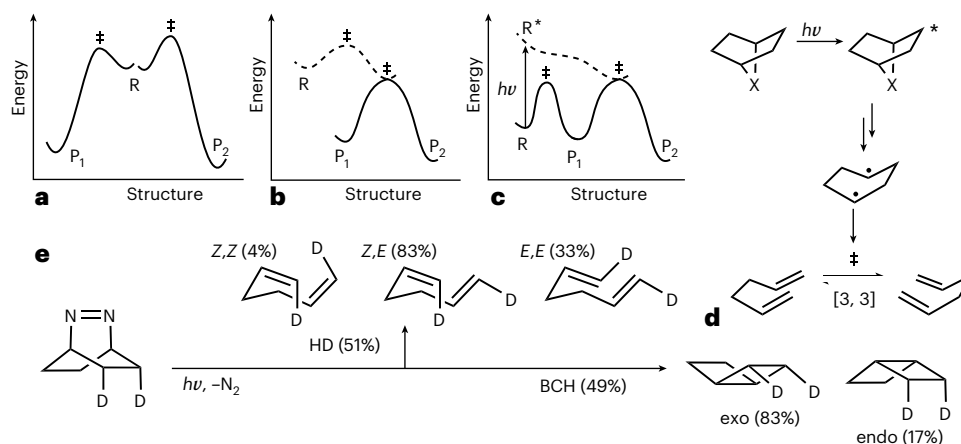 Energy
‡
‡
R
P₁
P₂
Structure
a
Energy
‡
R
‡
P₁
P₂
Structure
b
Energy
R*
hν
‡
‡
R
P₁
P₂
Structure
c
hν
*
X
X
‡
[3, 3]
d
e
Z,Z (4%)
Z,E (83%)
E,E (33%)
D
D
D
D
D
D
N N
D D
HD (51%)
hν, –N₂
BCH (49%)
D D
exo (83%)
D D
endo (17%)